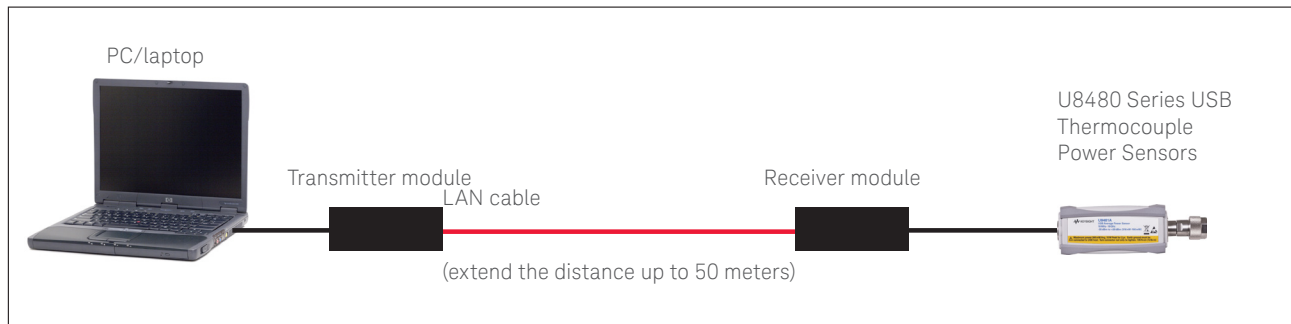 PC/laptop
U8480 Series USB
Thermocouple
Power Sensors
Transmitter module
LAN cable
Receiver module
(extend the distance up to 50 meters)
KEYSIGHT